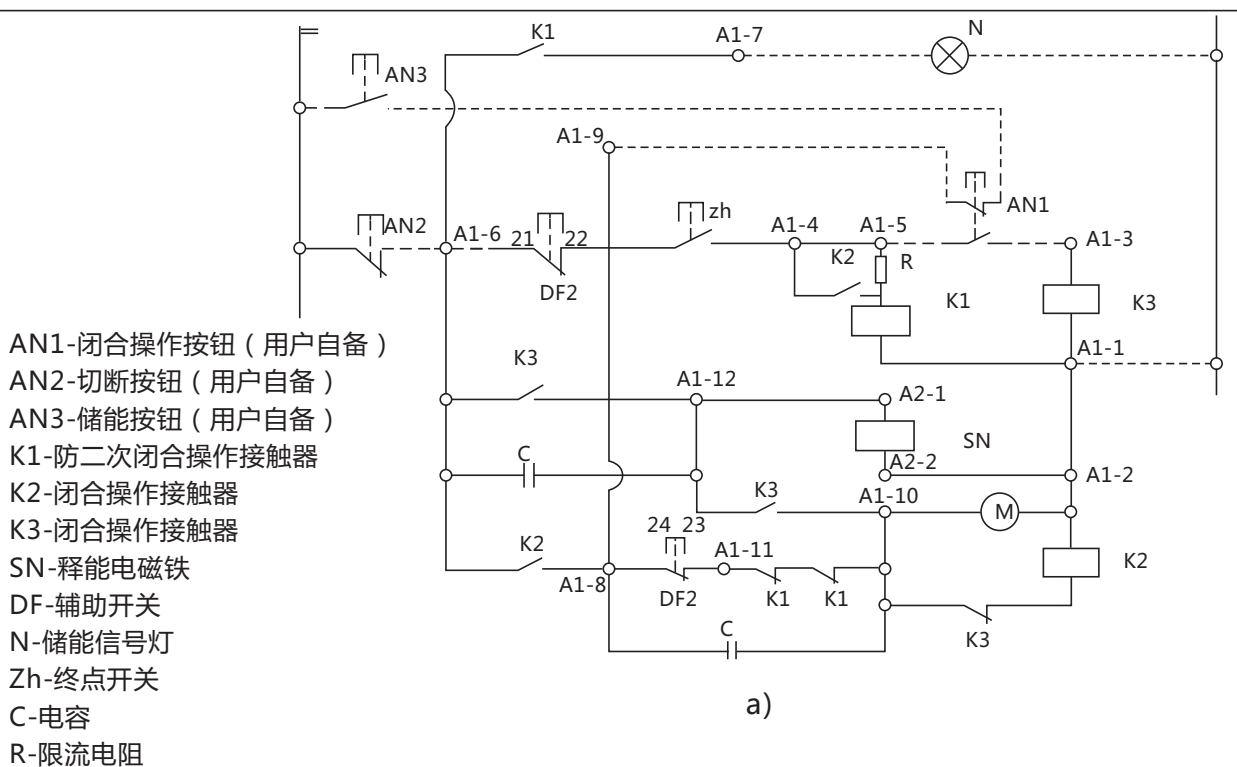 K1
A1-7
N
AN3
A1-9
AN1
AN2
A1-6
21
22
zh
A1-4
A1-5
A1-3
DF2
K2
R
K1
K3
A1-1
K3
A1-12
A2-1
SN
C
A2-2
A1-2
K3
A1-10
M
24 23
K2
A1-11
A1-8
DF2
K1
K1
K2
K3
C
a)
AN1-闭合操作按钮（用户自备）
AN2-切断按钮（用户自备）
AN3-储能按钮（用户自备）
K1-防二次闭合操作接触器
K2-闭合操作接触器
K3-闭合操作接触器
SN-释能电磁铁
DF-辅助开关
N-储能信号灯
Zh-终点开关
C-电容
R-限流电阻